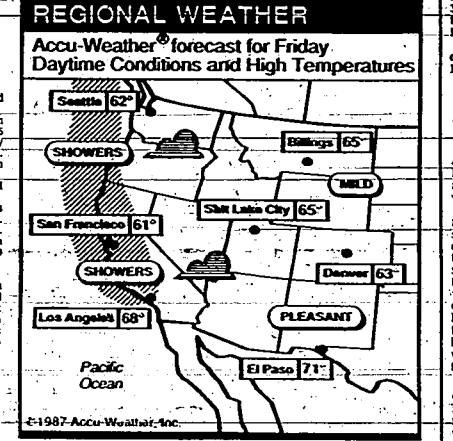 REGIONAL WEATHER
Accu-Weather® forecast for Friday
Daytime Conditions and High Temperatures
Seattle 62°
SHOWERS
Billings 65°
MILD
Salt Lake City 65°
San Francisco 61°
SHOWERS
Denver 63°
Los Angeles 68°
PLEASANT
Pacific
Ocean
El Paso 71°
©1987 Accu-Weather, Inc.